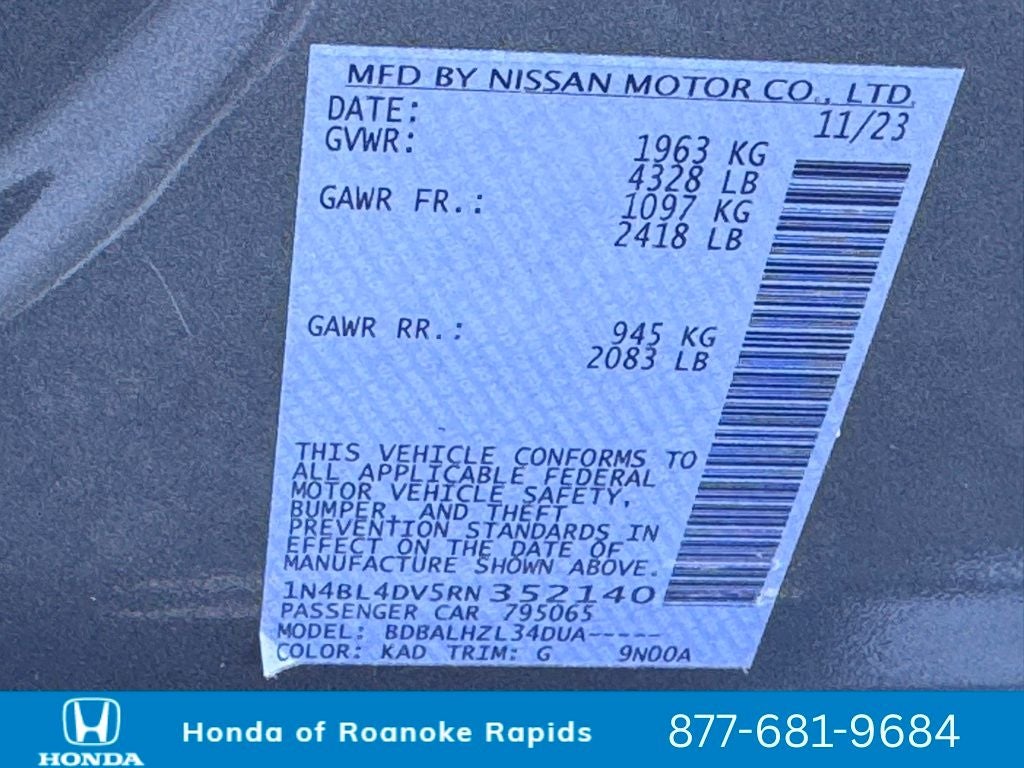 MFD BY NISSAN MOTOR CO., LTD.
DATE: 11/23
GVWR: 1963 KG
4328 LB
GAWR FR.: 1097 KG
2418 LB
GAWR RR.: 945 KG
2083 LB
THIS VEHICLE CONFORMS TO
ALL APPLICABLE FEDERAL
MOTOR VEHICLE SAFETY,
BUMPER, AND THEFT
PREVENTION STANDARDS IN
EFFECT ON THE DATE OF
MANUFACTURE SHOWN ABOVE.
1N4BL4DV5RN352140
PASSENGER CAR 795065
MODEL: BDBALHZL34DUA-----
COLOR: KAD TRIM: G 9N00A
HONDA
Honda of Roanoke Rapids
877-681-9684